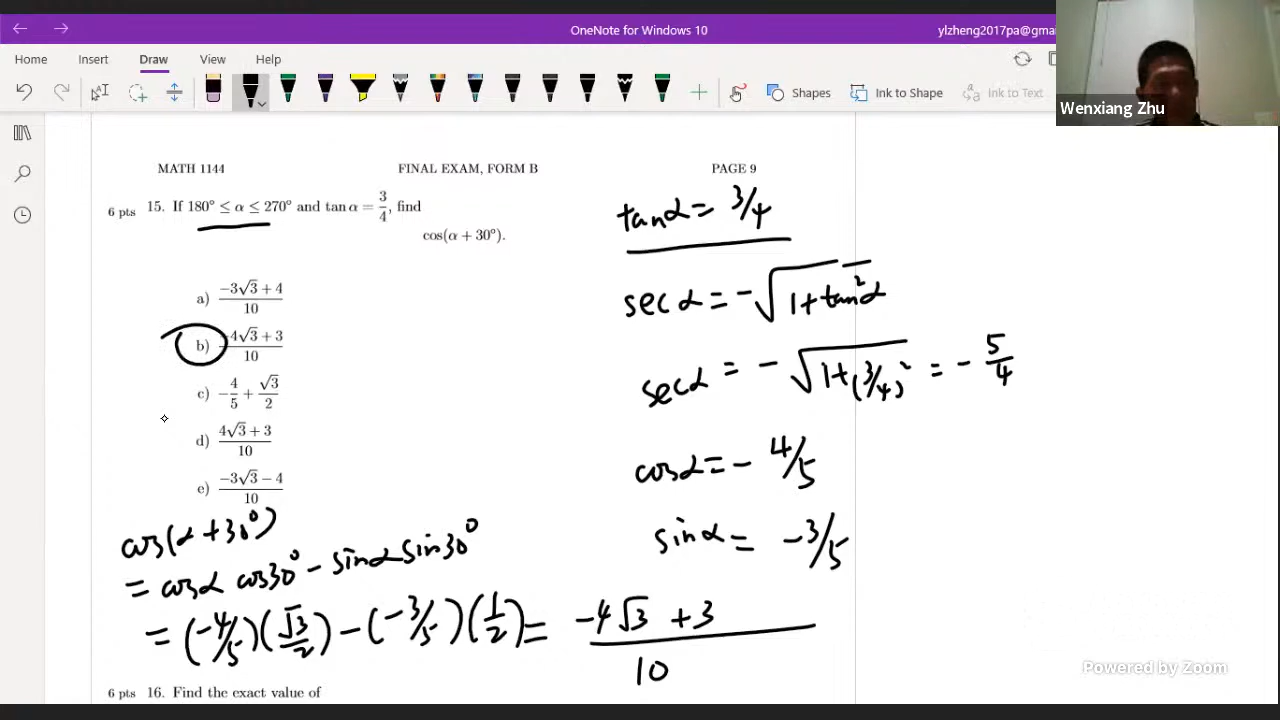 OneNote for Windows 10
ylzheng2017pa@gma
Home Insert Draw View Help
Shapes Ink to Shape Ink to Text
Wenxiang Zhu
MATH 1144 FINAL EXAM, FORM B PAGE 9
6 pts 15. If 180° ≤ α ≤ 270° and tan α = 3/4, find
cos(α + 30°).
a) (-3√3 + 4)/10
b) (-4√3 + 3)/10
c) -4/5 + √3/2
d) (4√3 + 3)/10
e) (-3√3 - 4)/10
tanα = 3/4
secα = -√(1+tan²α)
secα = -√(1+(3/4)²) = -5/4
cosα = -4/5
sinα = -3/5
cos(α+30°)
= cosα cos30° - sinα sin30°
= (-4/5)(√3/2) - (-3/5)(1/2) = (-4√3 + 3)/10
6 pts 16. Find the exact value of
Powered by Zoom